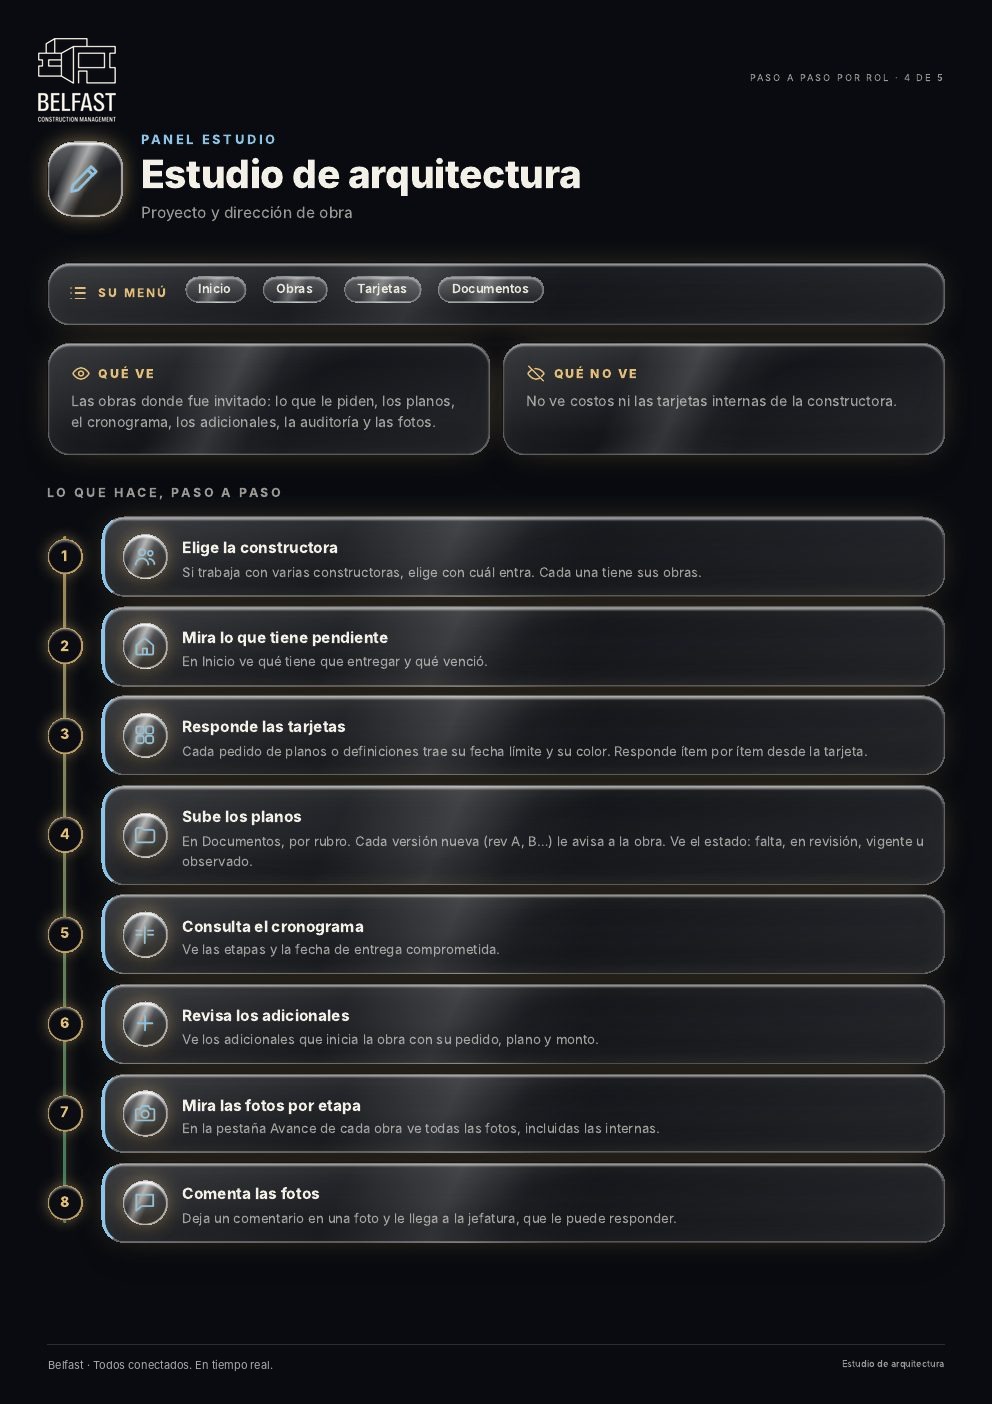 BELFAST
CONSTRUCTION MANAGEMENT
PASO A PASO POR ROL · 4 DE 5
PANEL ESTUDIO
Estudio de arquitectura
Proyecto y dirección de obra
SU MENÚ
Inicio
Obras
Tarjetas
Documentos
QUÉ VE
Las obras donde fue invitado: lo que le piden, los planos,
el cronograma, los adicionales, la auditoría y las fotos.
QUÉ NO VE
No ve costos ni las tarjetas internas de la constructora.
LO QUE HACE, PASO A PASO
1
Elige la constructora
Si trabaja con varias constructoras, elige con cuál entra. Cada una tiene sus obras.
2
Mira lo que tiene pendiente
En Inicio ve qué tiene que entregar y qué venció.
3
Responde las tarjetas
Cada pedido de planos o definiciones trae su fecha límite y su color. Responde ítem por ítem desde la tarjeta.
4
Sube los planos
En Documentos, por rubro. Cada versión nueva (rev A, B...) le avisa a la obra. Ve el estado: falta, en revisión, vigente u
observado.
5
Consulta el cronograma
Ve las etapas y la fecha de entrega comprometida.
6
Revisa los adicionales
Ve los adicionales que inicia la obra con su pedido, plano y monto.
7
Mira las fotos por etapa
En la pestaña Avance de cada obra ve todas las fotos, incluidas las internas.
8
Comenta las fotos
Deja un comentario en una foto y le llega a la jefatura, que le puede responder.
Belfast · Todos conectados. En tiempo real.
Estudio de arquitectura